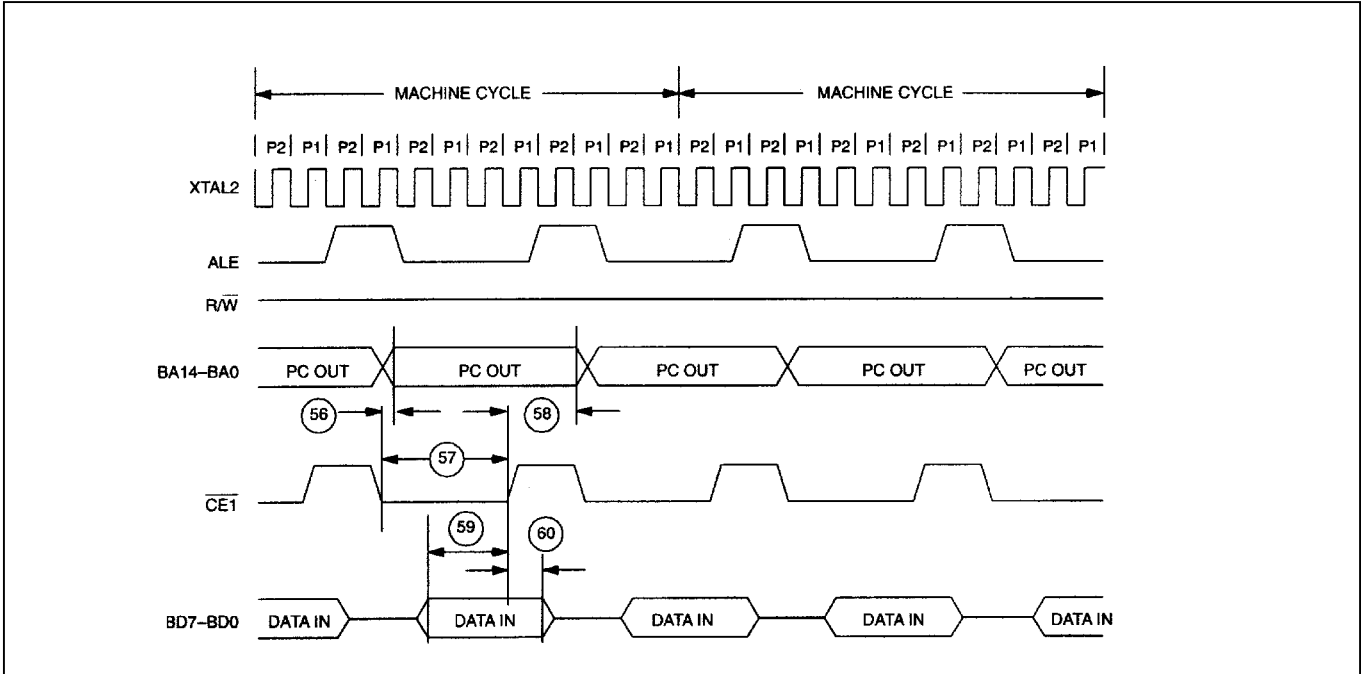 MACHINE CYCLE MACHINE CYCLE
P2 P1 P2 P1 P2 P1 P2 P1 P2 P1 P2 P1 P2 P1 P2 P1 P2 P1 P2 P1 P2 P1 P2 P1
XTAL2
ALE
R/W̅
BA14–BA0 PC OUT PC OUT PC OUT PC OUT PC OUT
56 58
57
C̅E̅1̅
59 60
BD7–BD0 DATA IN DATA IN DATA IN DATA IN DATA IN